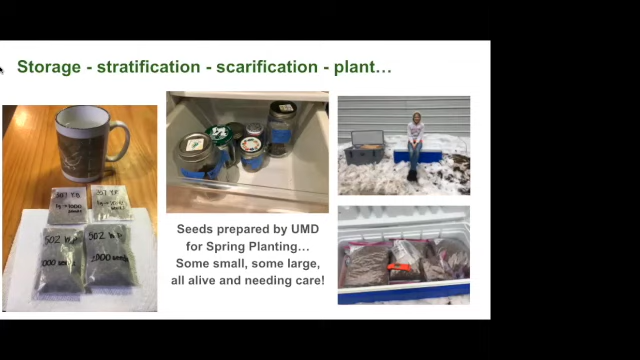 Storage - stratification - scarification - plant…
Seeds prepared by UMD
for Spring Planting…
Some small, some large,
all alive and needing care!